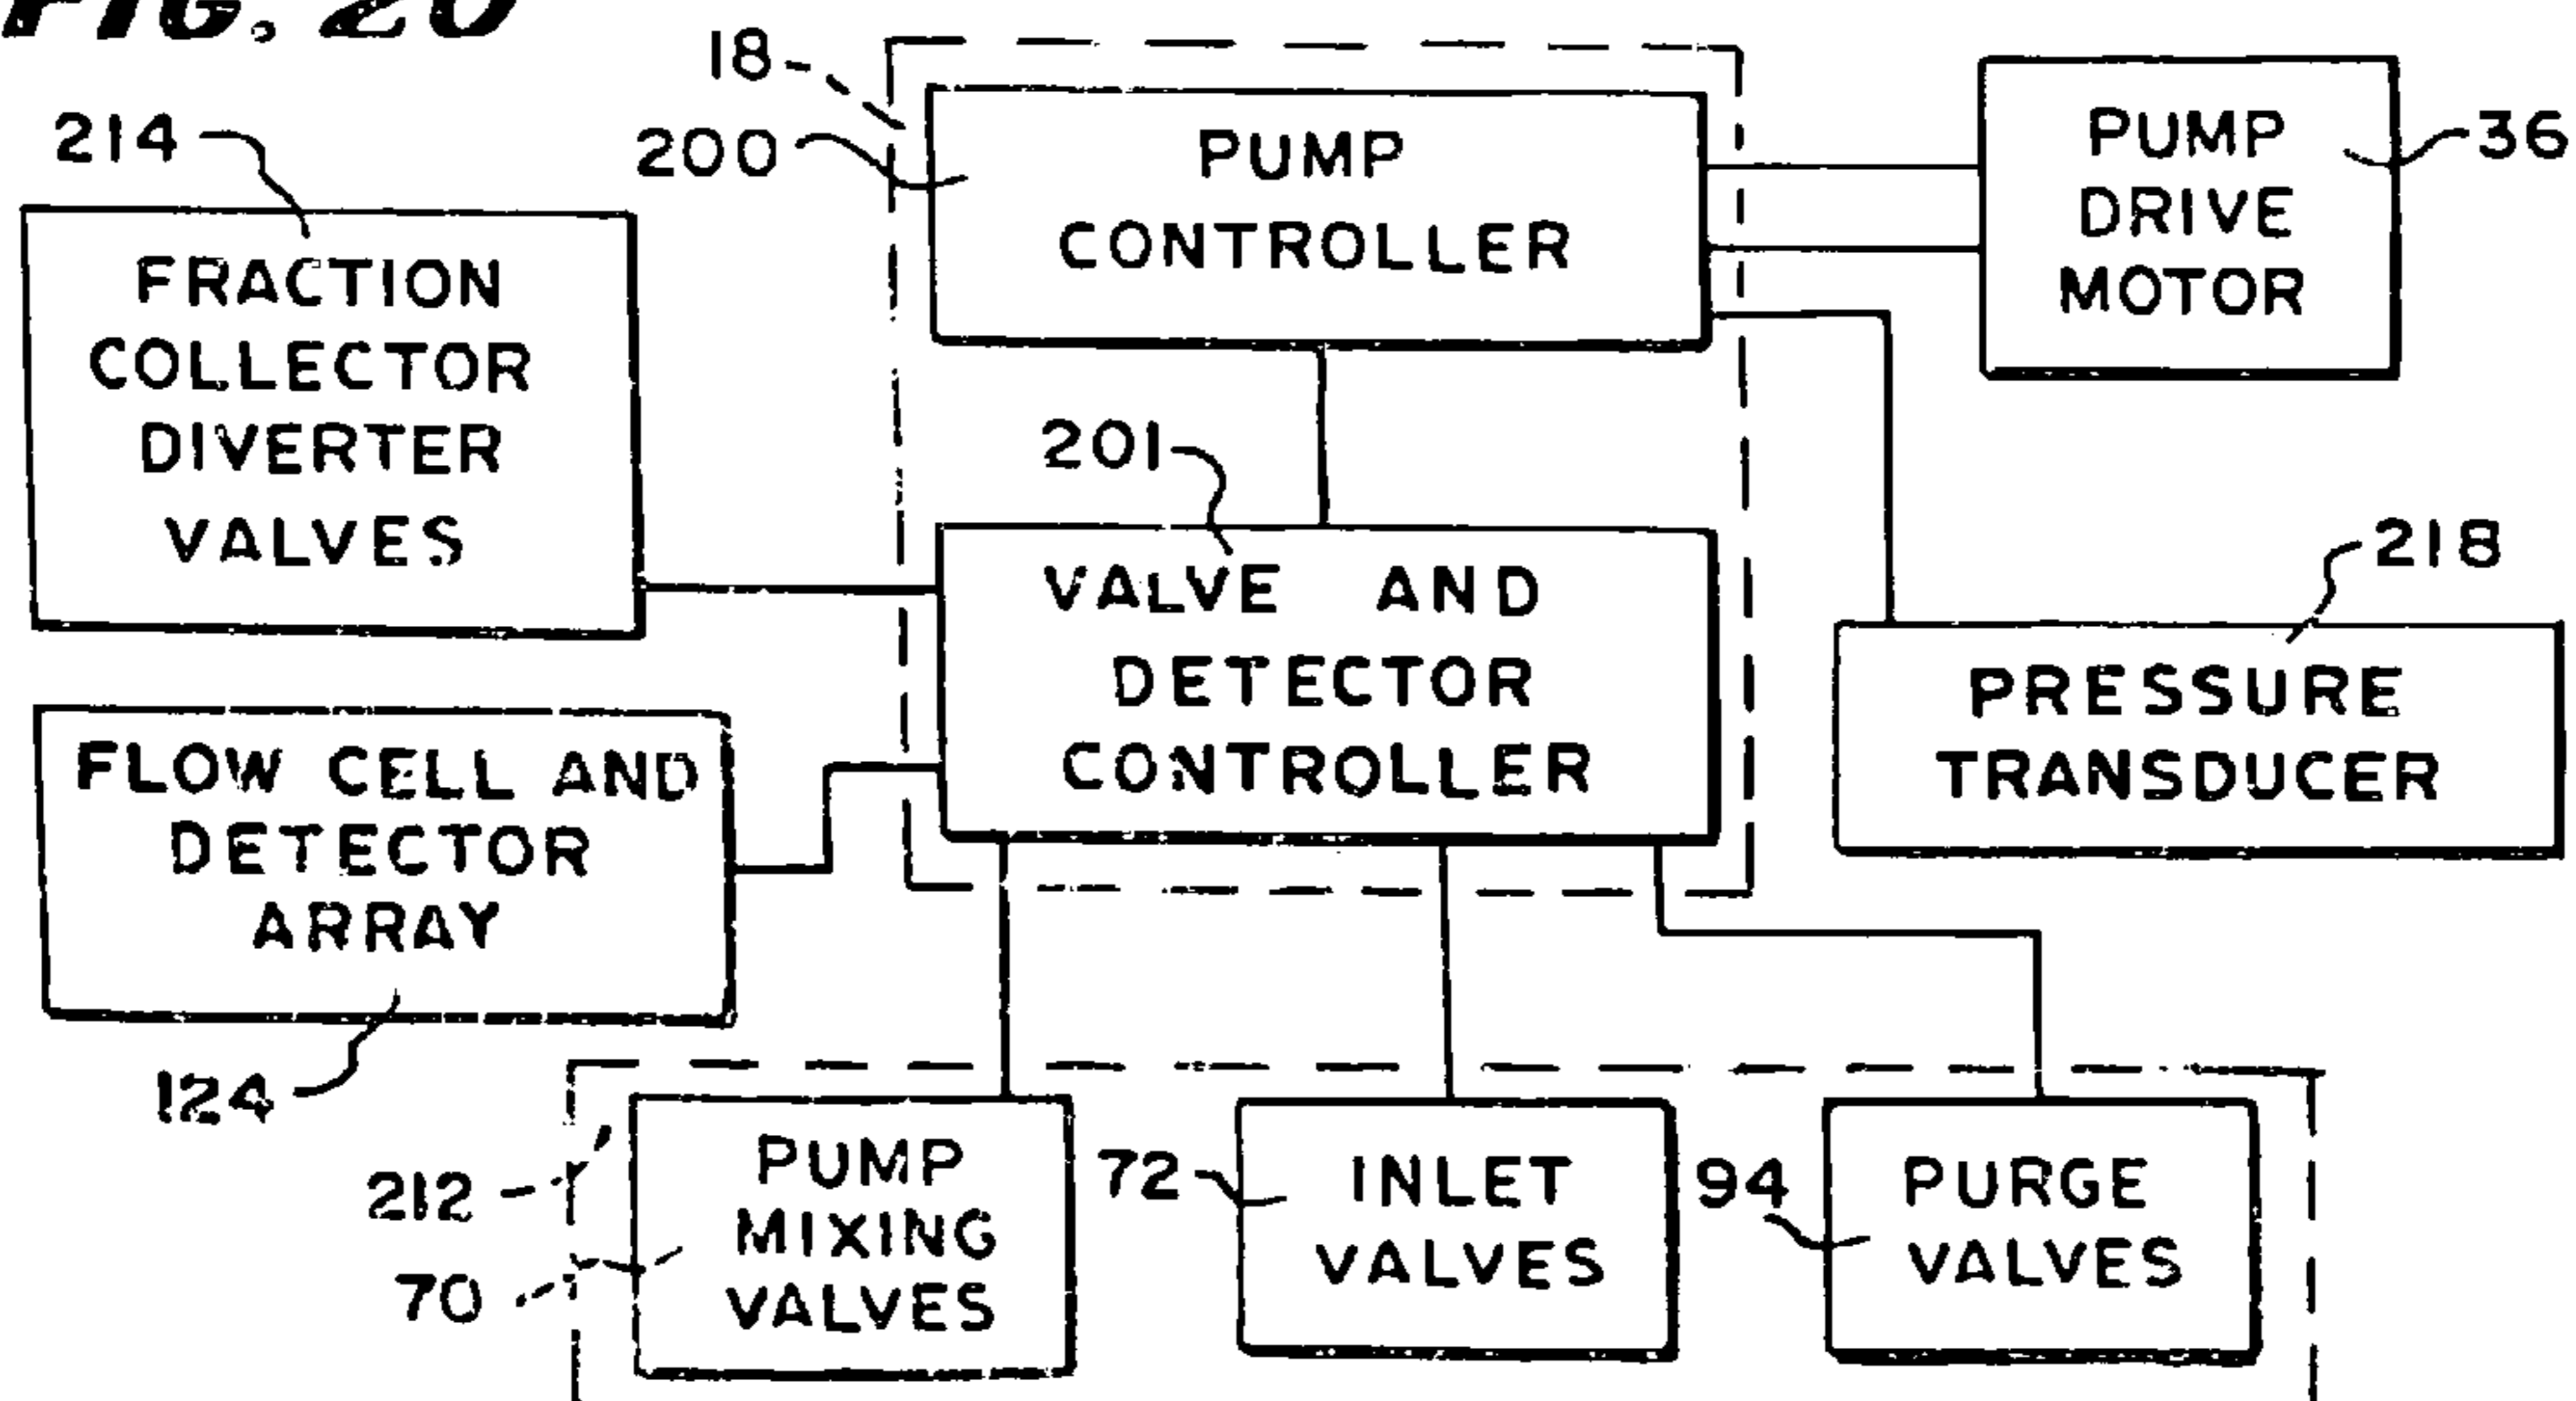 FIG. 20
18
200
PUMP
CONTROLLER
PUMP
DRIVE
MOTOR
36
214
FRACTION
COLLECTOR
DIVERTER
VALVES
201
VALVE AND
DETECTOR
CONTROLLER
218
PRESSURE
TRANSDUCER
FLOW CELL AND
DETECTOR
ARRAY
124
212
70
PUMP
MIXING
VALVES
72
INLET
VALVES
94
PURGE
VALVES